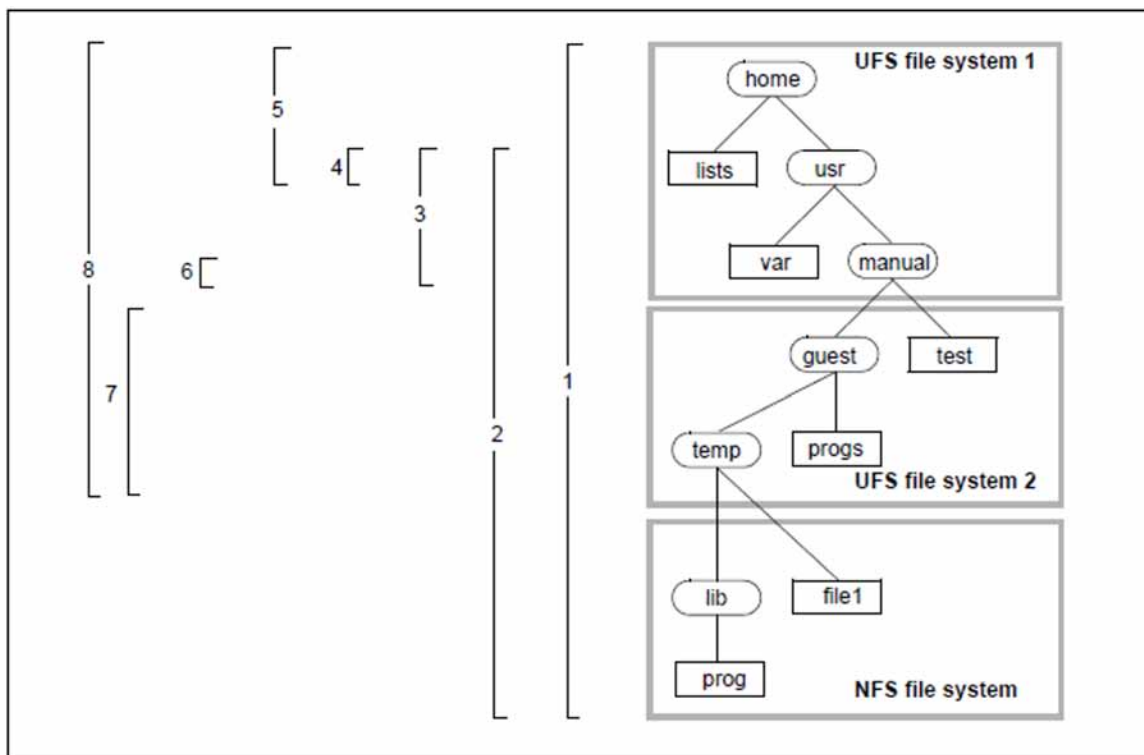 UFS file system 1
home
5
4
lists
usr
3
8
6
var
manual
guest
test
7
1
2
temp
progs
UFS file system 2
lib
file1
prog
NFS file system